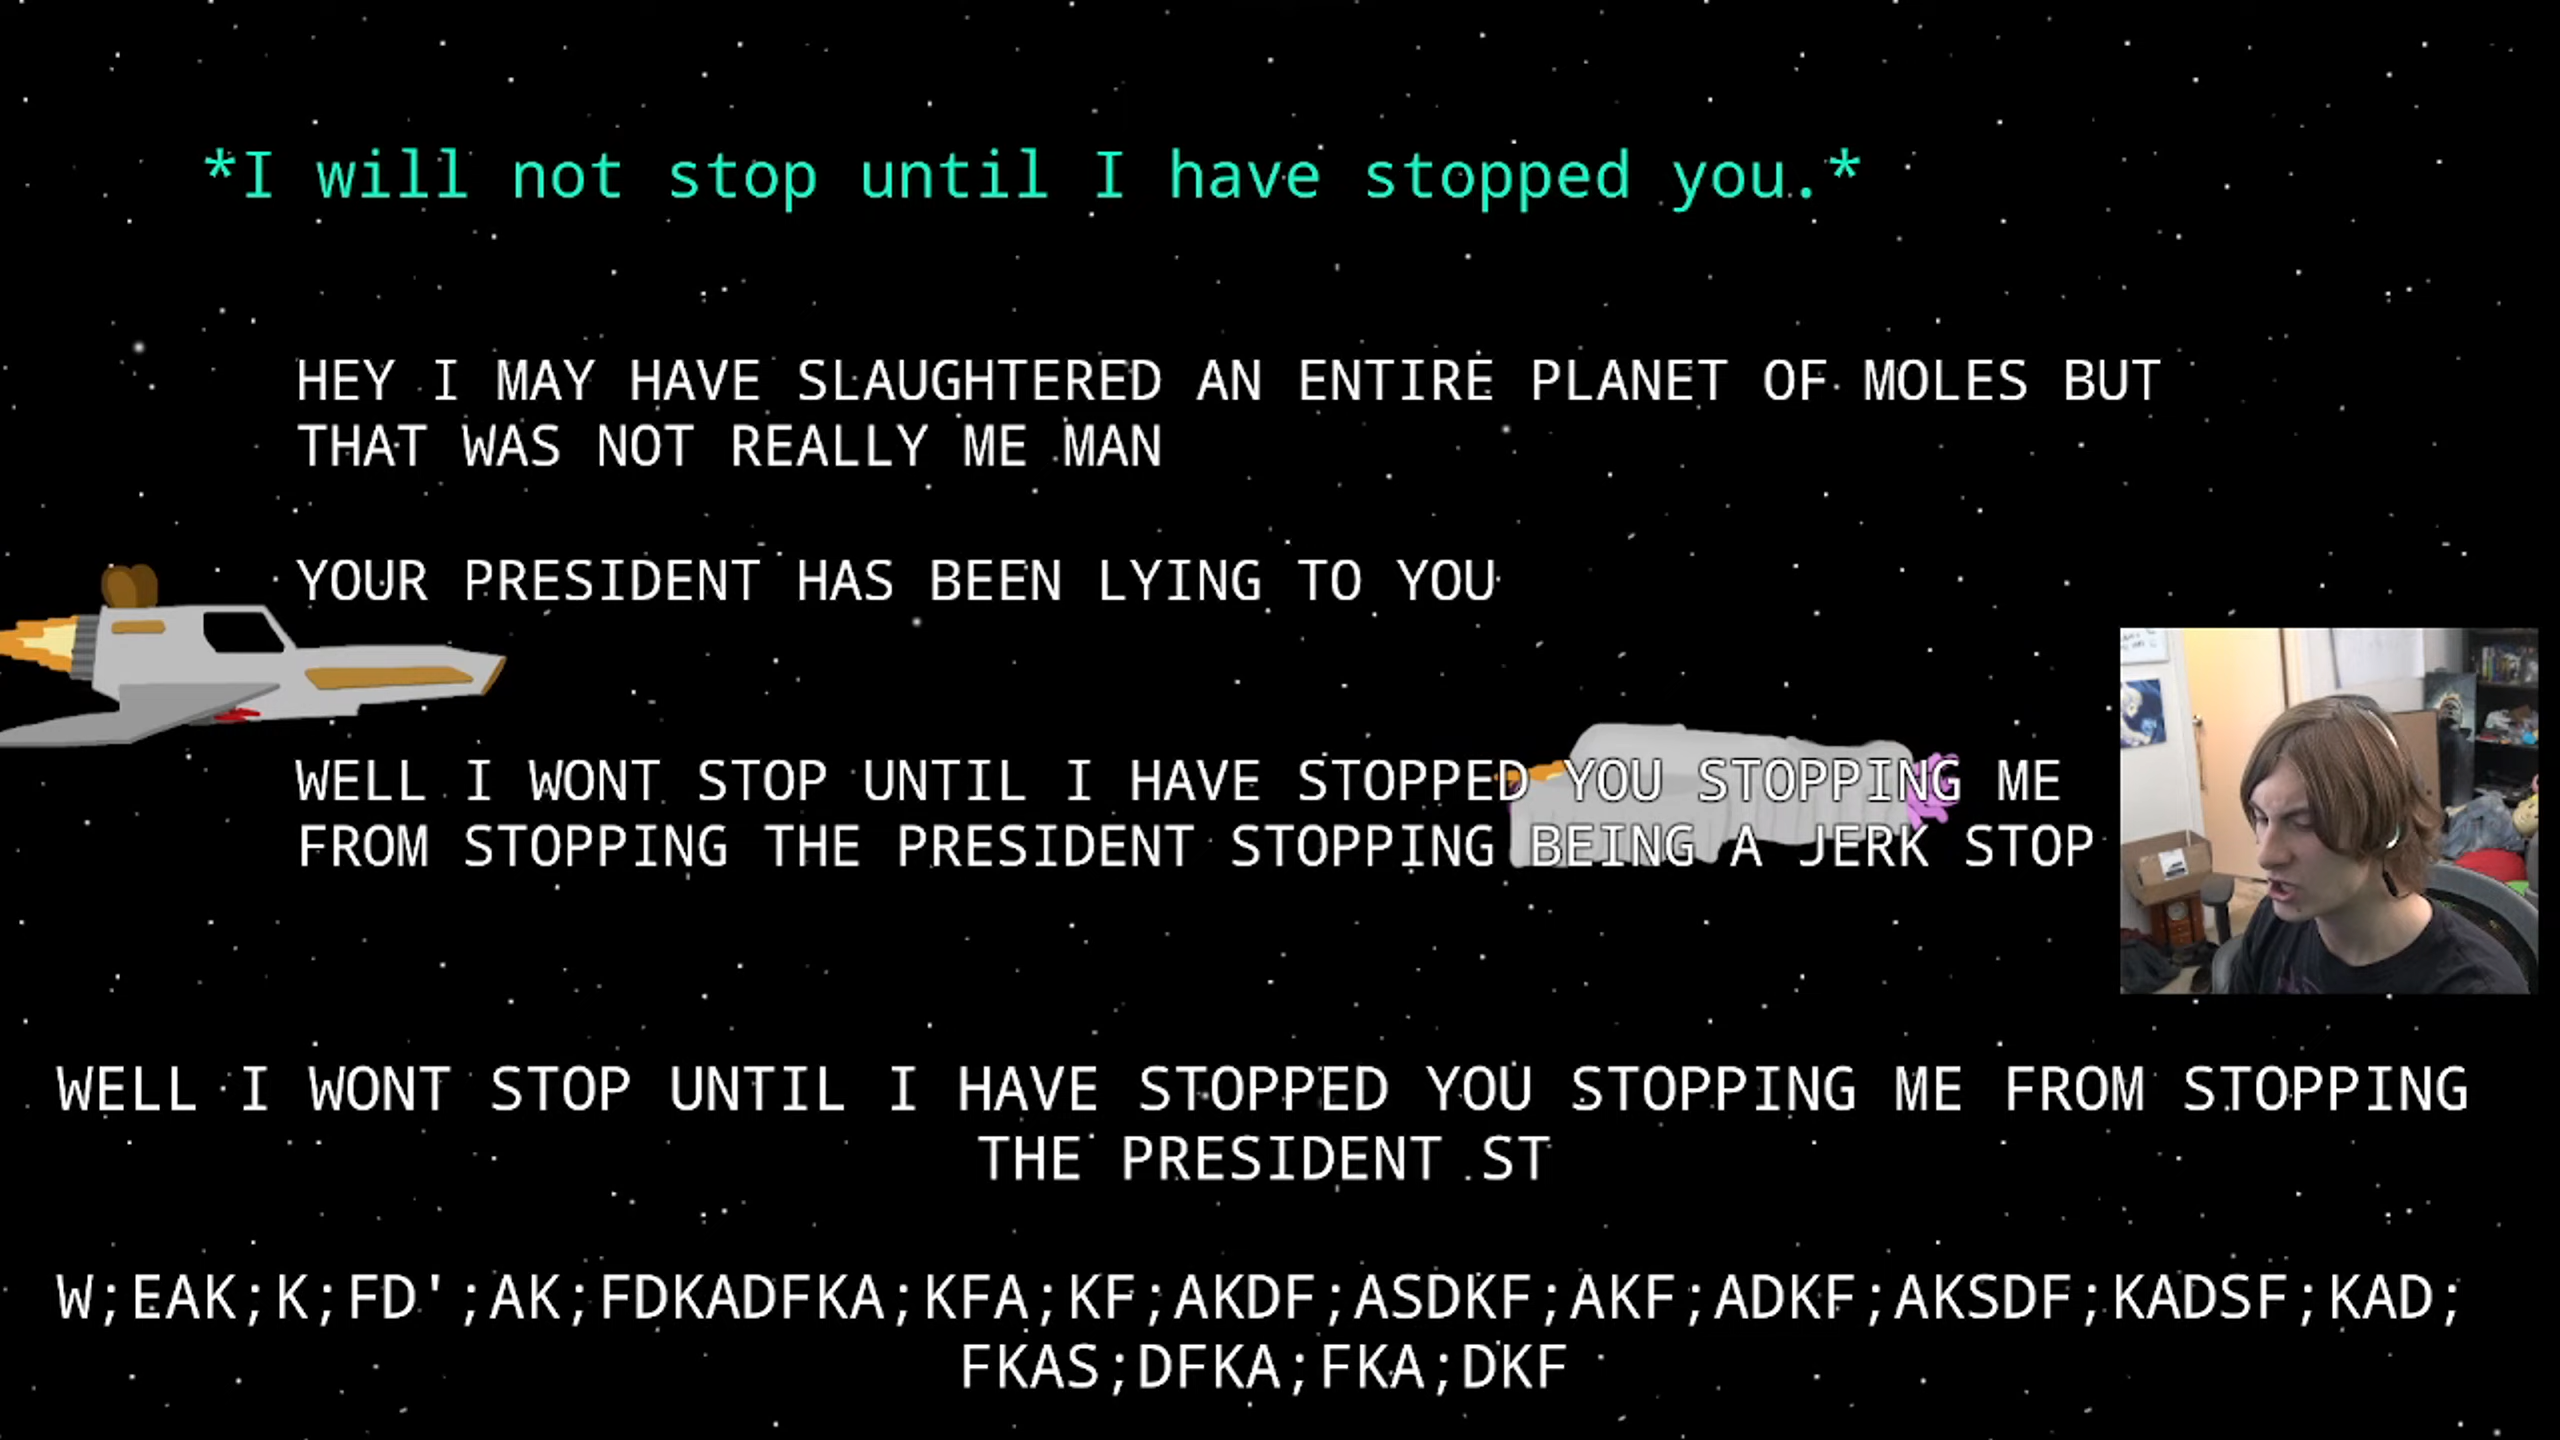 *I will not stop until I have stopped you.*
HEY I MAY HAVE SLAUGHTERED AN ENTIRE PLANET OF MOLES BUT
THAT WAS NOT REALLY ME MAN
YOUR PRESIDENT HAS BEEN LYING TO YOU
WELL I WONT STOP UNTIL I HAVE STOPPED YOU STOPPING ME
FROM STOPPING THE PRESIDENT STOPPING BEING A JERK STOP
WELL I WONT STOP UNTIL I HAVE STOPPED YOU STOPPING ME FROM STOPPING
THE PRESIDENT ST
W;EAK;K;FD';AK;FDKADFKA;KFA;KF;AKDF;ASDKF;AKF;ADKF;AKSDF;KADSF;KAD;
FKAS;DFKA;FKA;DKF